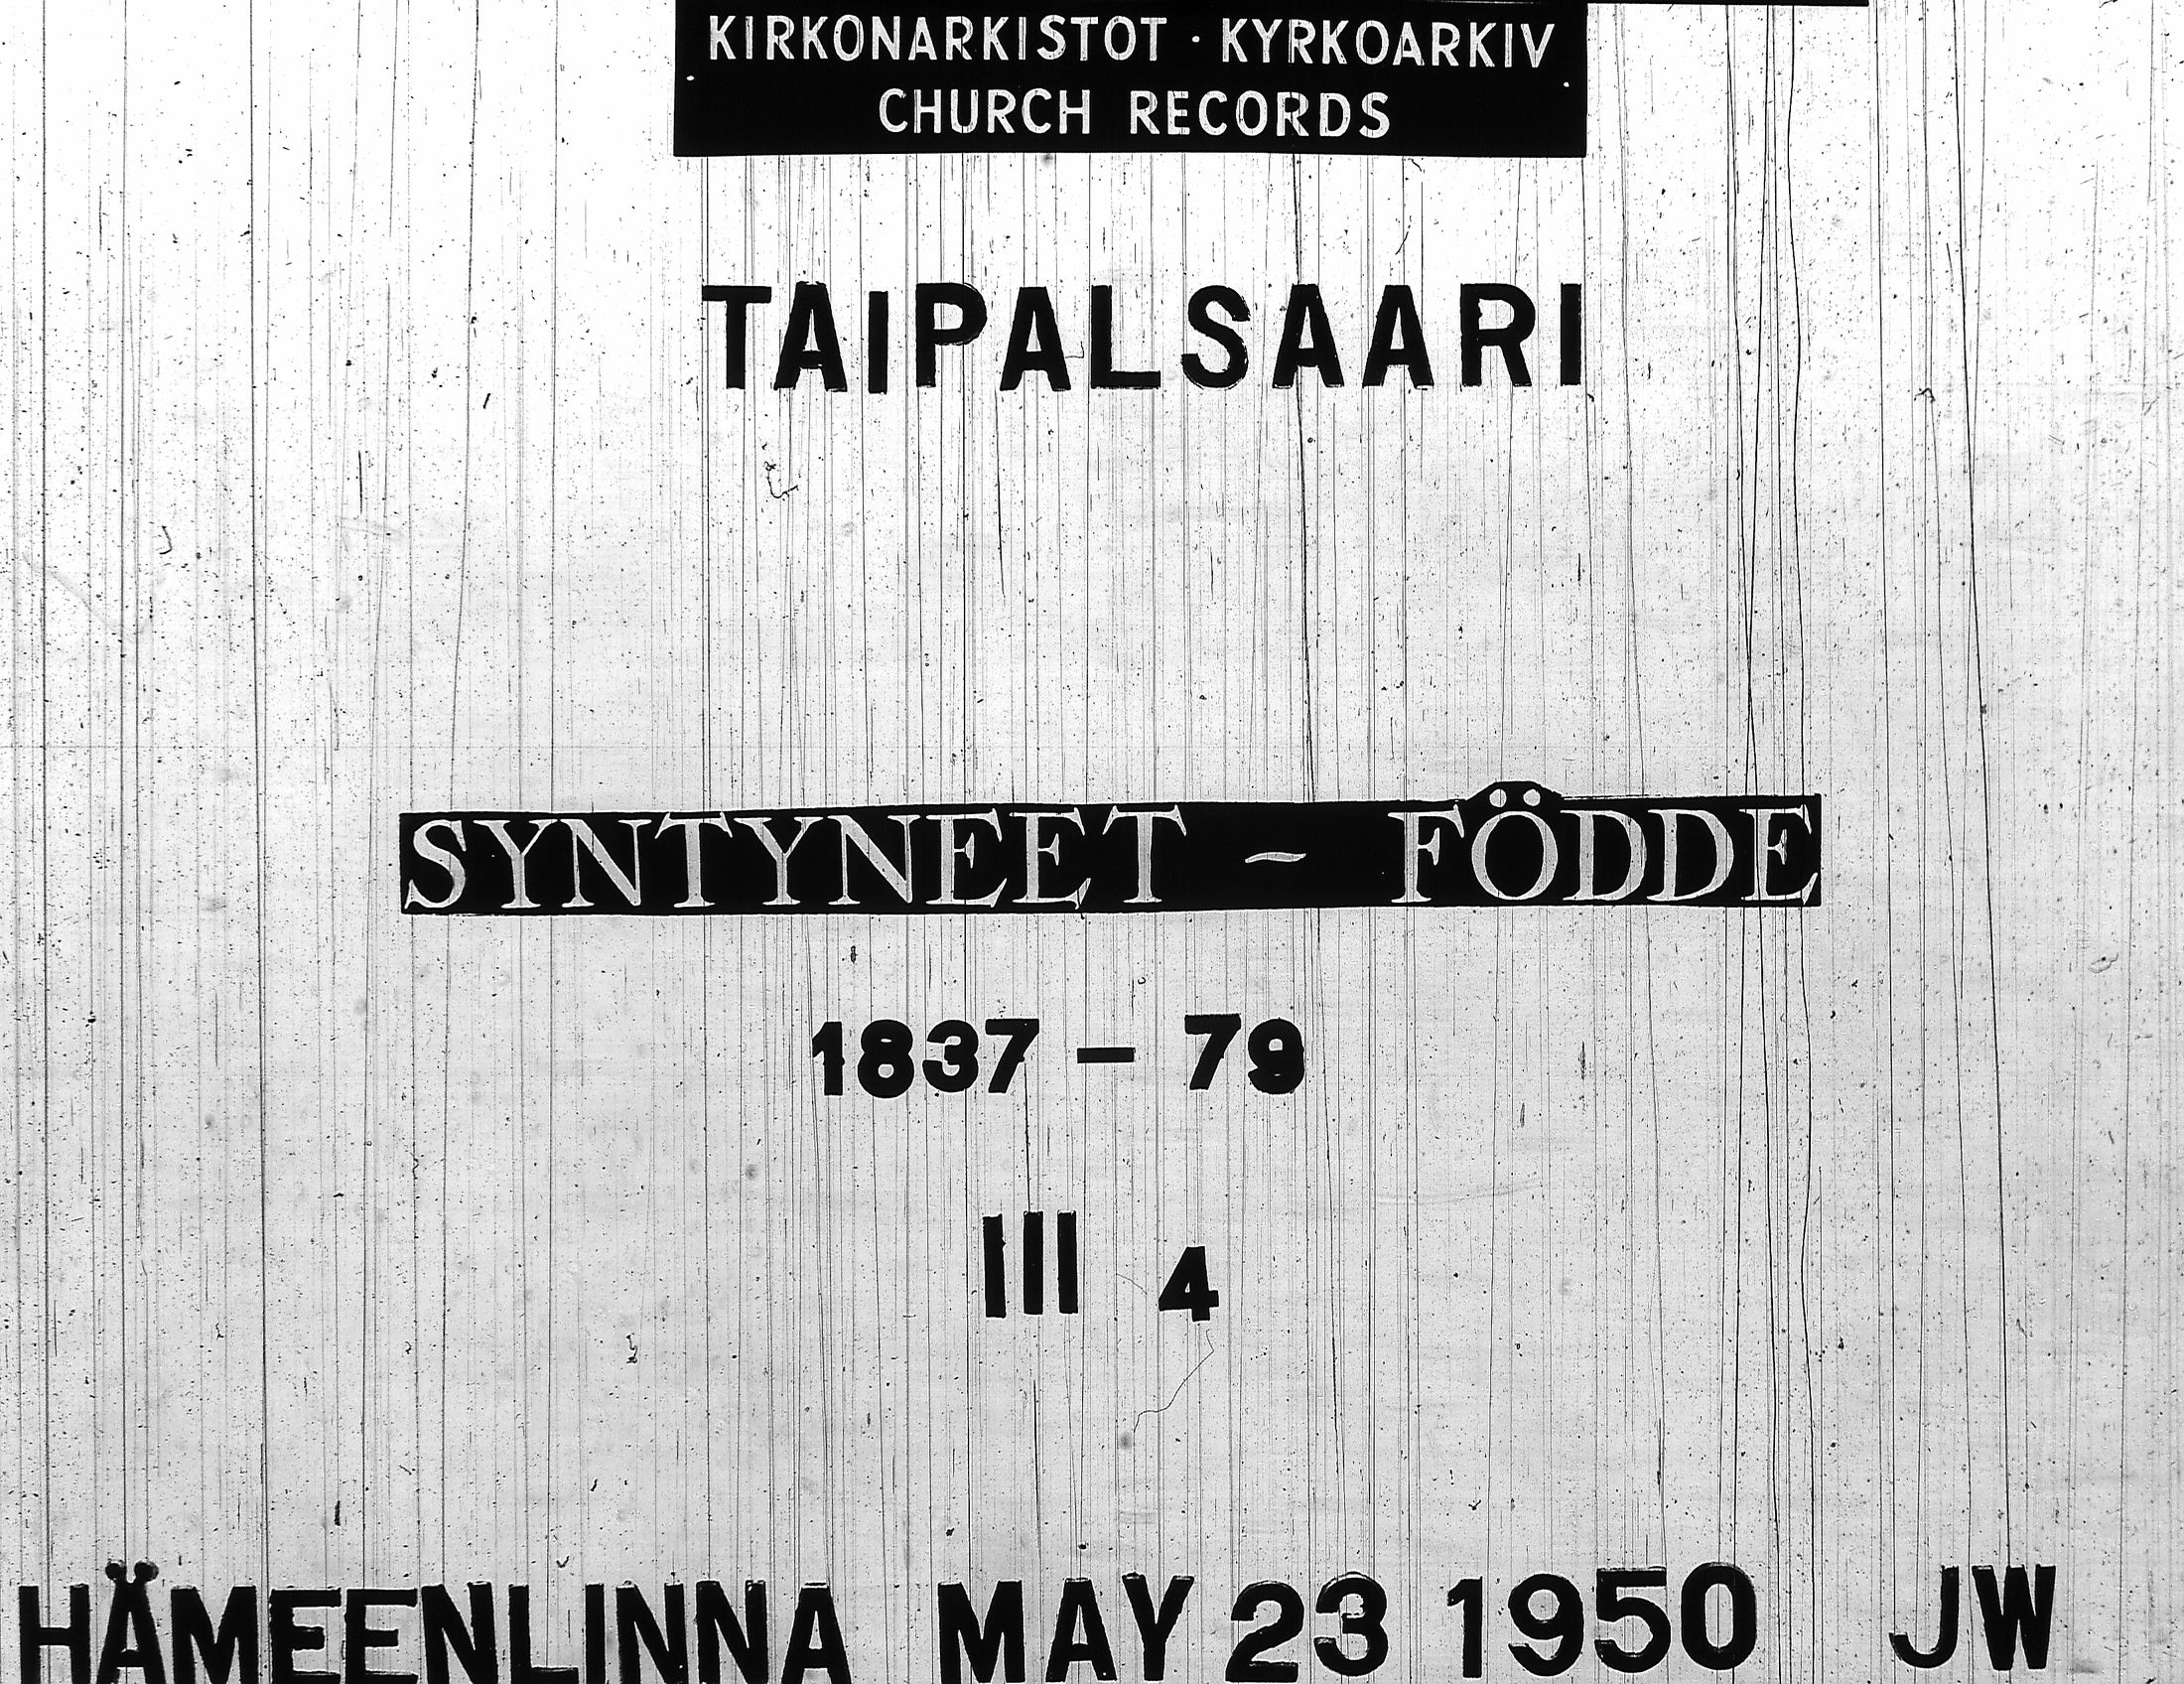 KIRKONARKISTOT · KYRKOARKIV
CHURCH RECORDS
TAIPALSAARI
SYNTYNEET - FÖDDE
1837 - 79
III 4
HÄMEENLINNA MAY 23 1950 JW